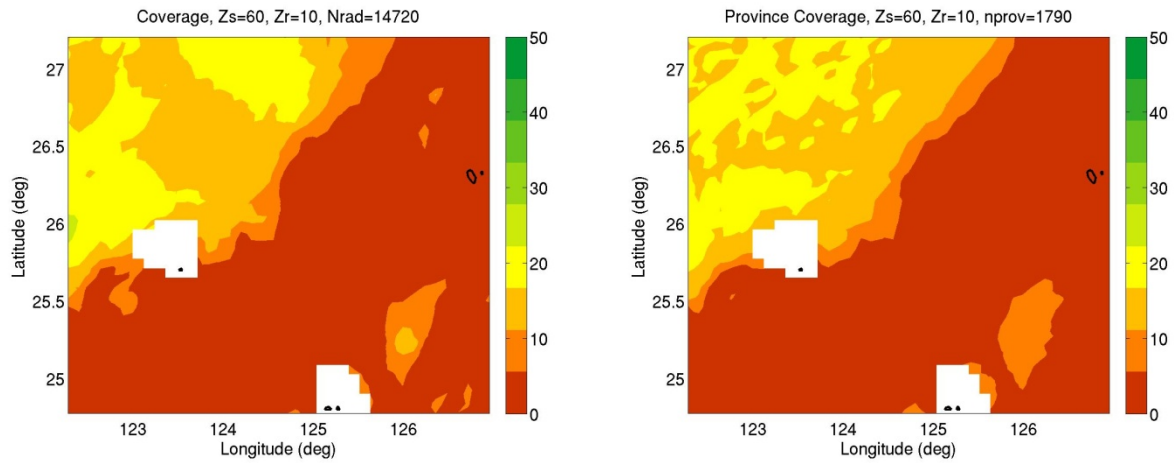 Coverage, Zs=60, Zr=10, Nrad=14720
27
26.5
26
25.5
25
Latitude (deg)
123 124 125 126
Longitude (deg)
50
40
30
20
10
0
Province Coverage, Zs=60, Zr=10, nprov=1790
27
26.5
26
25.5
25
Latitude (deg)
123 124 125 126
Longitude (deg)
50
40
30
20
10
0